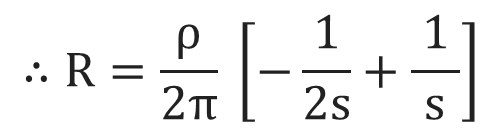 ∴ R = ρ/2π [− 1/2s + 1/s]